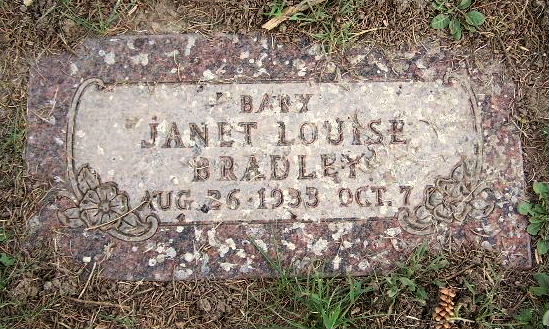 BABY
JANET LOUISE
BRADLEY
AUG. 26 · 1933 OCT. 7